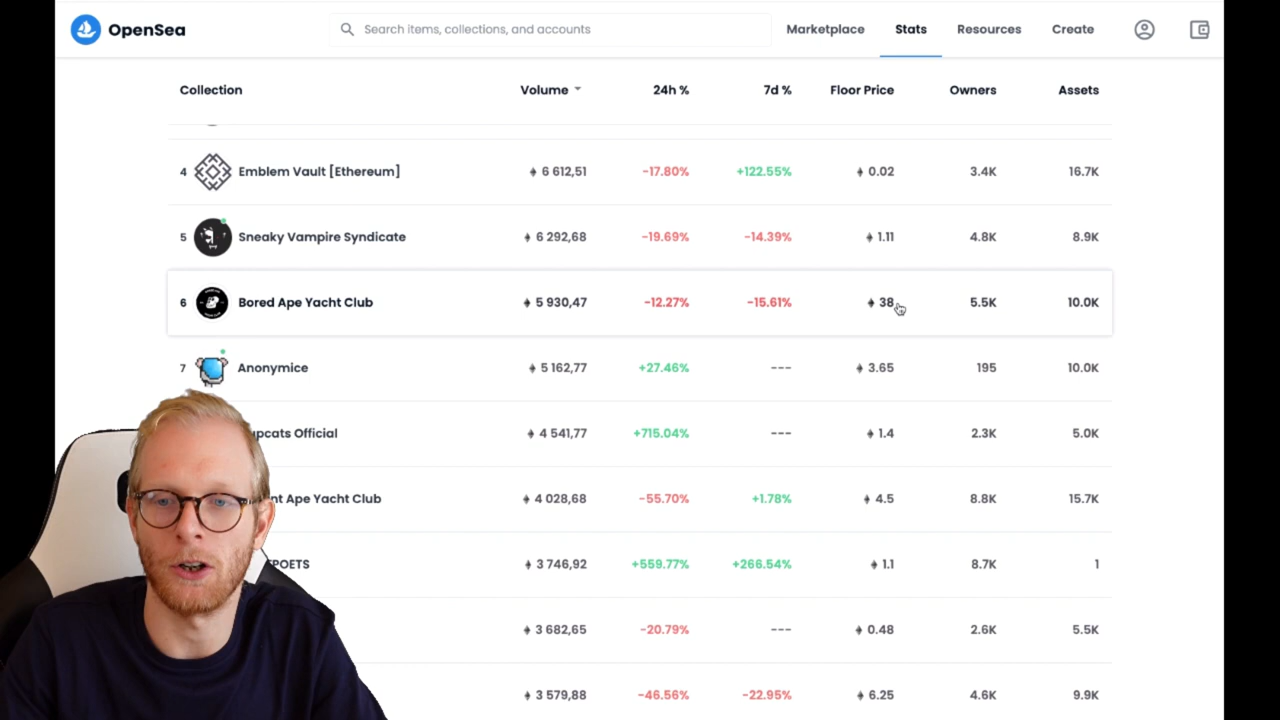 OpenSea Search items, collections, and accounts Marketplace Stats Resources Create
Collection Volume 24h % 7d % Floor Price Owners Assets
4 Emblem Vault [Ethereum] 6 612,51 -17.80% +122.55% 0.02 3.4K 16.7K
5 Sneaky Vampire Syndicate 6 292,68 -19.69% -14.39% 1.11 4.8K 8.9K
6 Bored Ape Yacht Club 5 930,47 -12.27% -15.61% 38 5.5K 10.0K
7 Anonymice 5 162,77 +27.46% --- 3.65 195 10.0K
Official 4 541,77 +715.04% --- 1.4 2.3K 5.0K
Ape Yacht Club 4 028,68 -55.70% +1.78% 4.5 8.8K 15.7K
POETS 3 746,92 +559.77% +266.54% 1.1 8.7K 1
3 682,65 -20.79% --- 0.48 2.6K 5.5K
3 579,88 -46.56% -22.95% 6.25 4.6K 9.9K